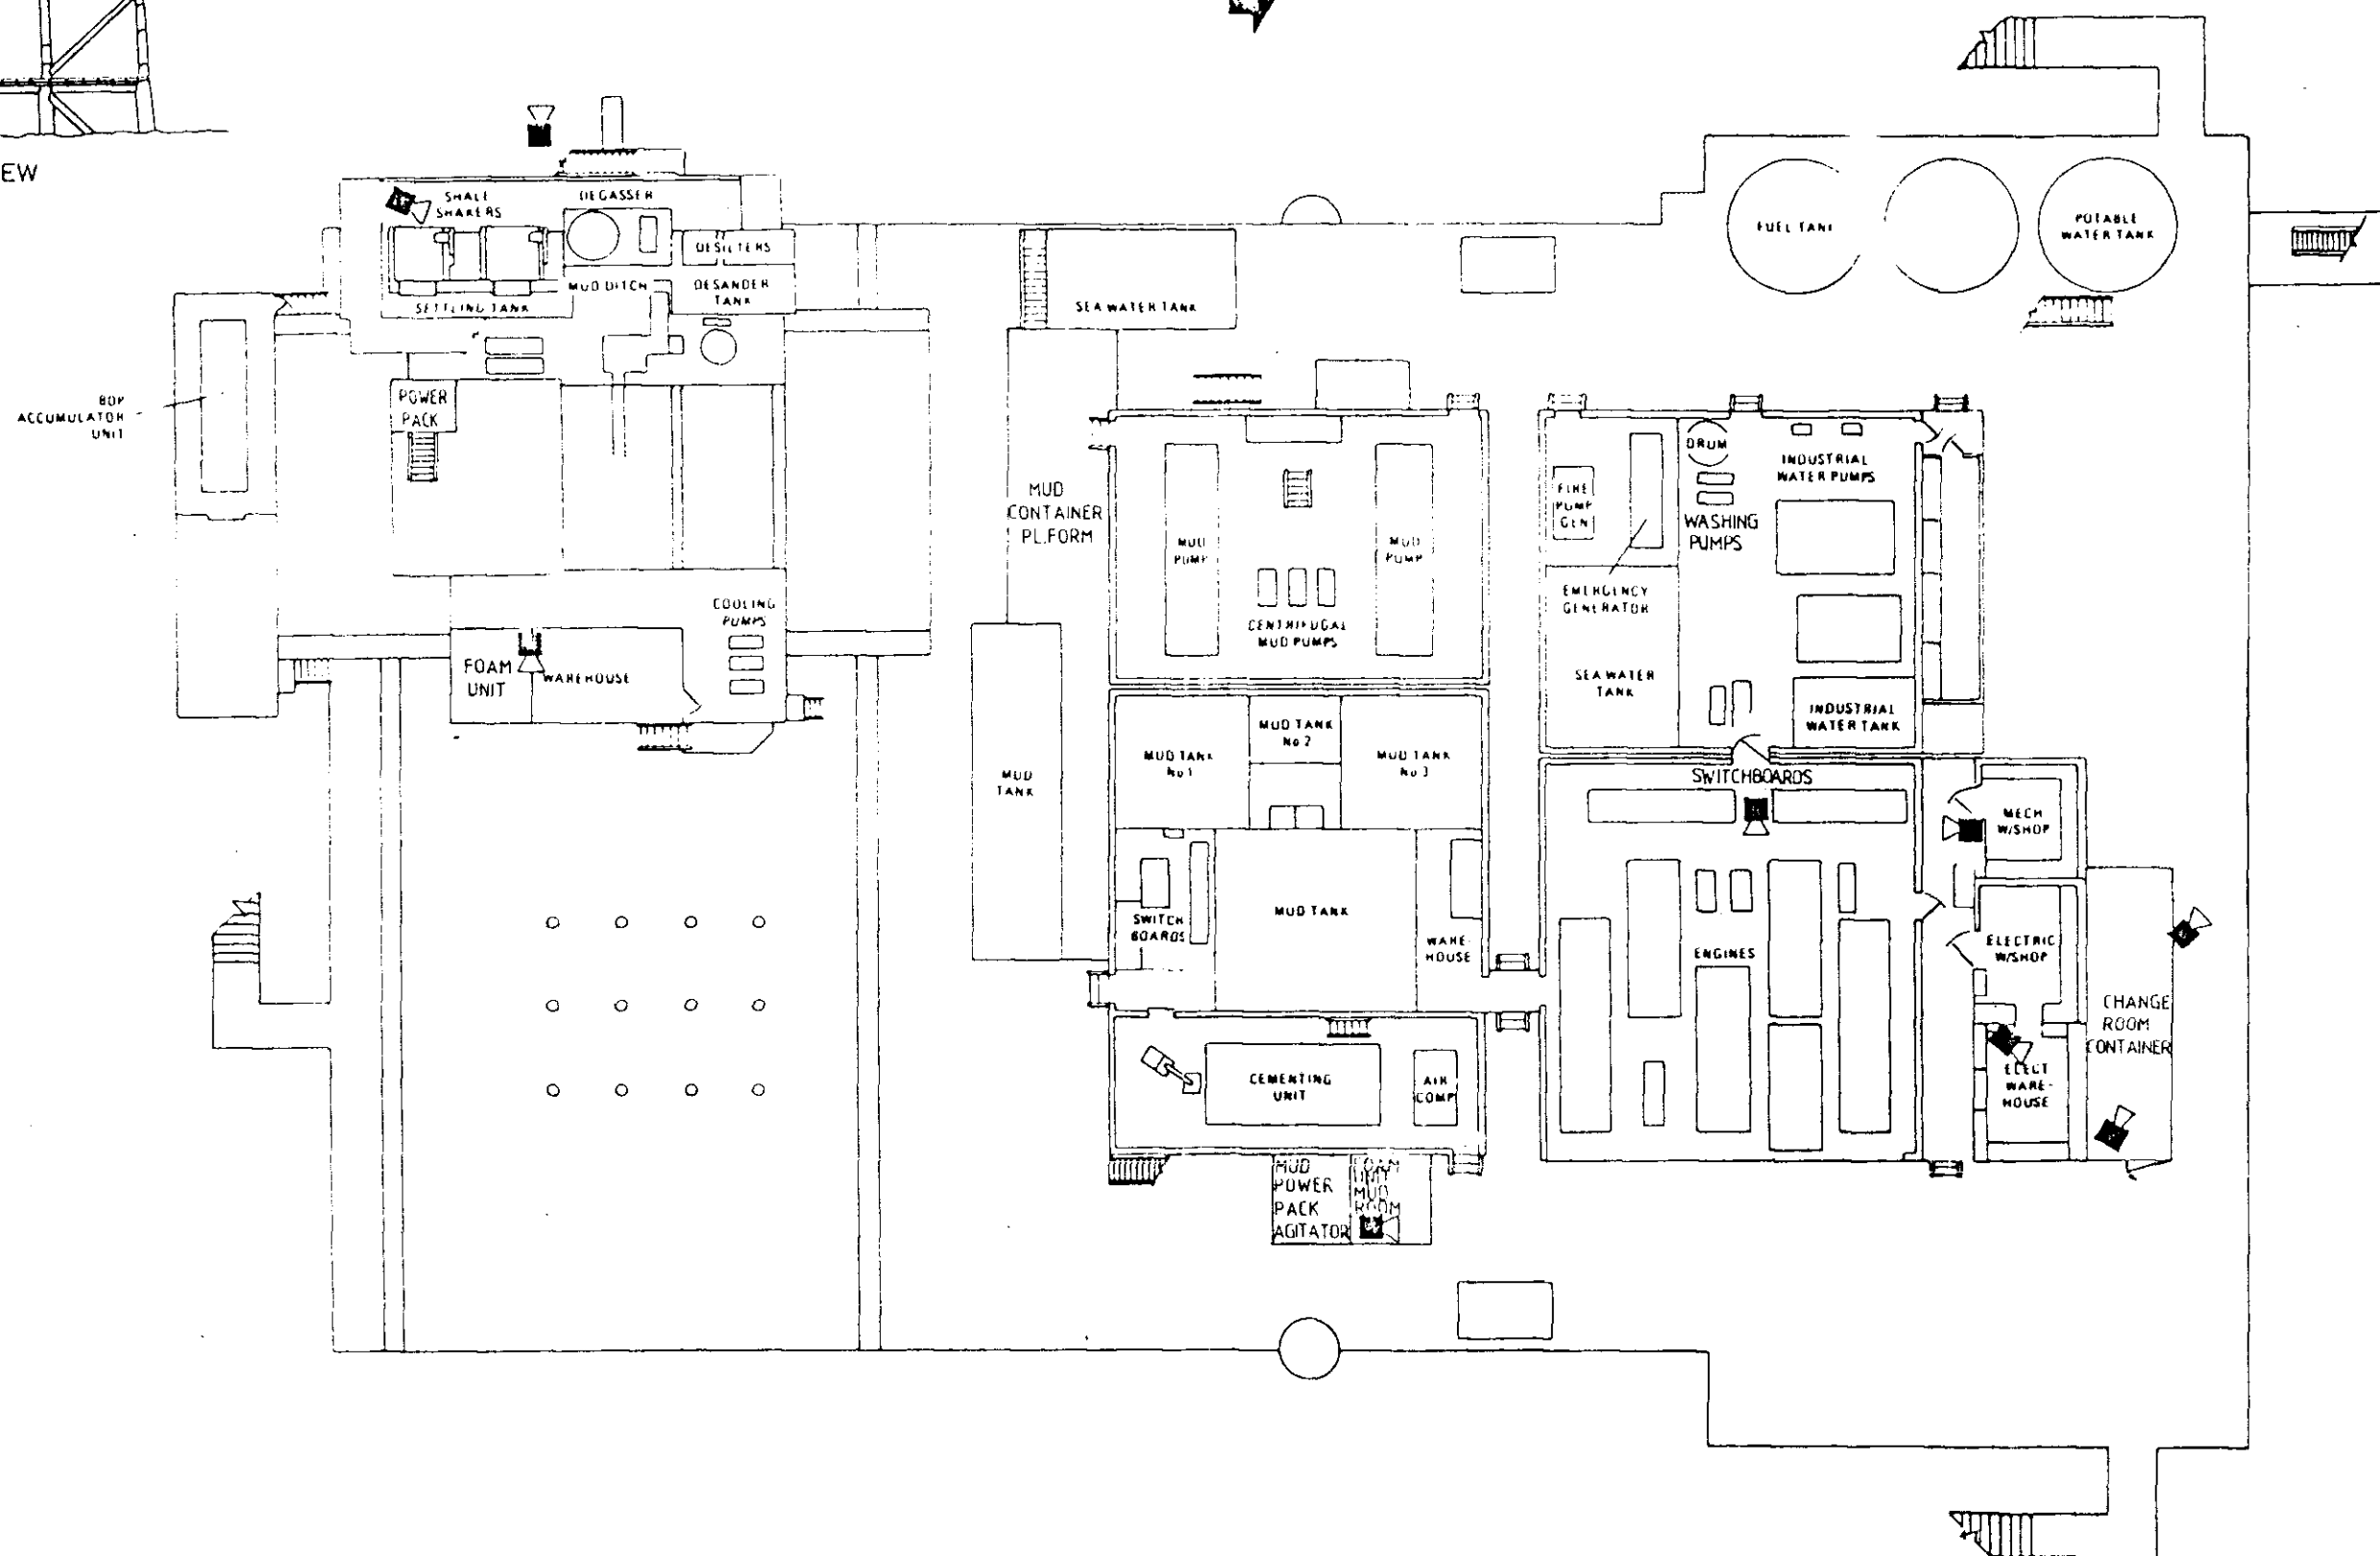 EW
SHALE
SHAKERS
DEGASSER
DESILTERS
MUD DITCH
DESANDER
TANK
SETTLING TANK
BOP
ACCUMULATOR
UNIT
POWER
PACK
COOLING
PUMPS
FOAM
UNIT
WAREHOUSE
SEA WATER TANK
FUEL TANK
POTABLE
WATER TANK
MUD
CONTAINER
PL.FORM
MUD
PUMP
MUD
PUMP
CENTRIFUGAL
MUD PUMPS
FIRE
PUMP
GEN
DRUM
INDUSTRIAL
WATER PUMPS
WASHING
PUMPS
EMERGENCY
GENERATOR
SEA WATER
TANK
INDUSTRIAL
WATER TANK
MUD
TANK
MUD TANK
No 1
MUD TANK
No 2
MUD TANK
No 3
SWITCH
BOARDS
MUD TANK
WARE-
HOUSE
SWITCHBOARDS
ENGINES
MECH
W/SHOP
ELECTRIC
W/SHOP
CHANGE
ROOM
CONTAINER
ELECT
WARE-
HOUSE
CEMENTING
UNIT
AIR
COMP
MUD
POWER
PACK
AGITATOR
FOAM
UNIT
MUD
ROOM